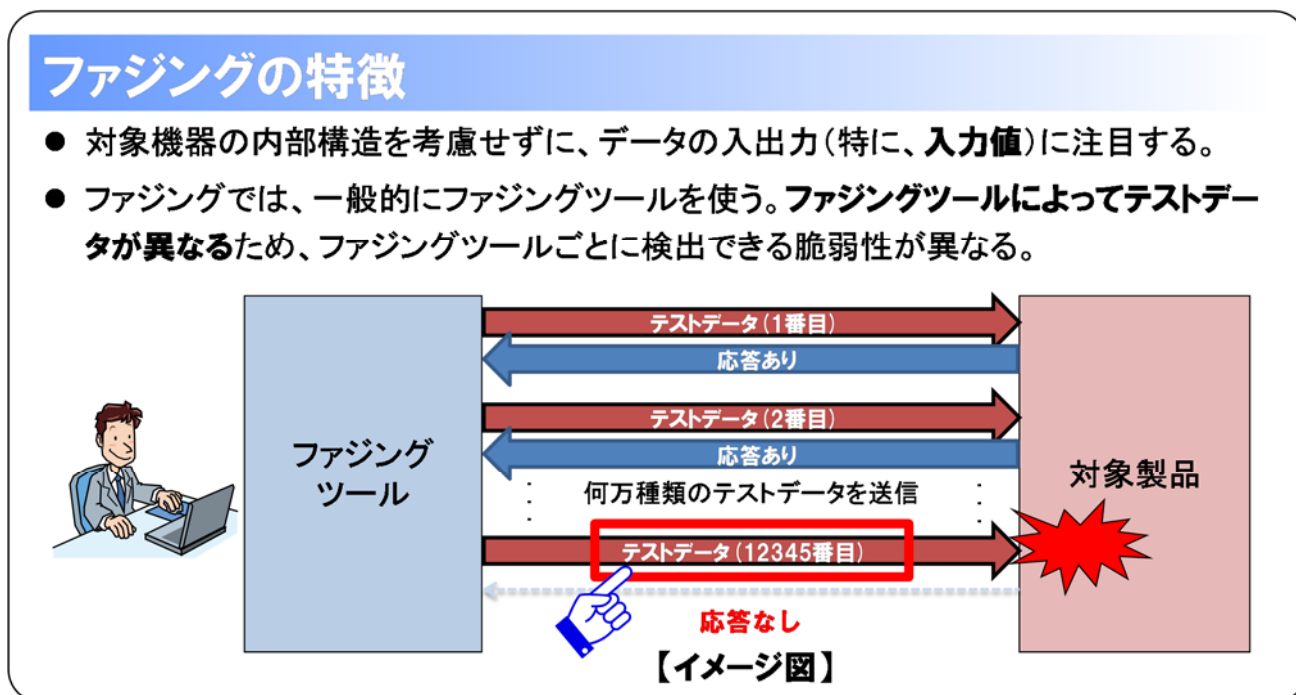 ファジングの特徴
● 対象機器の内部構造を考慮せずに、データの入出力（特に、入力値）に注目する。
● ファジングでは、一般的にファジングツールを使う。ファジングツールによってテストデー
タが異なるため、ファジングツールごとに検出できる脆弱性が異なる。
テストデータ（1番目）
応答あり
テストデータ（2番目）
応答あり
ファジング
ツール
何万種類のテストデータを送信
対象製品
テストデータ（12345番目）
応答なし
【イメージ図】